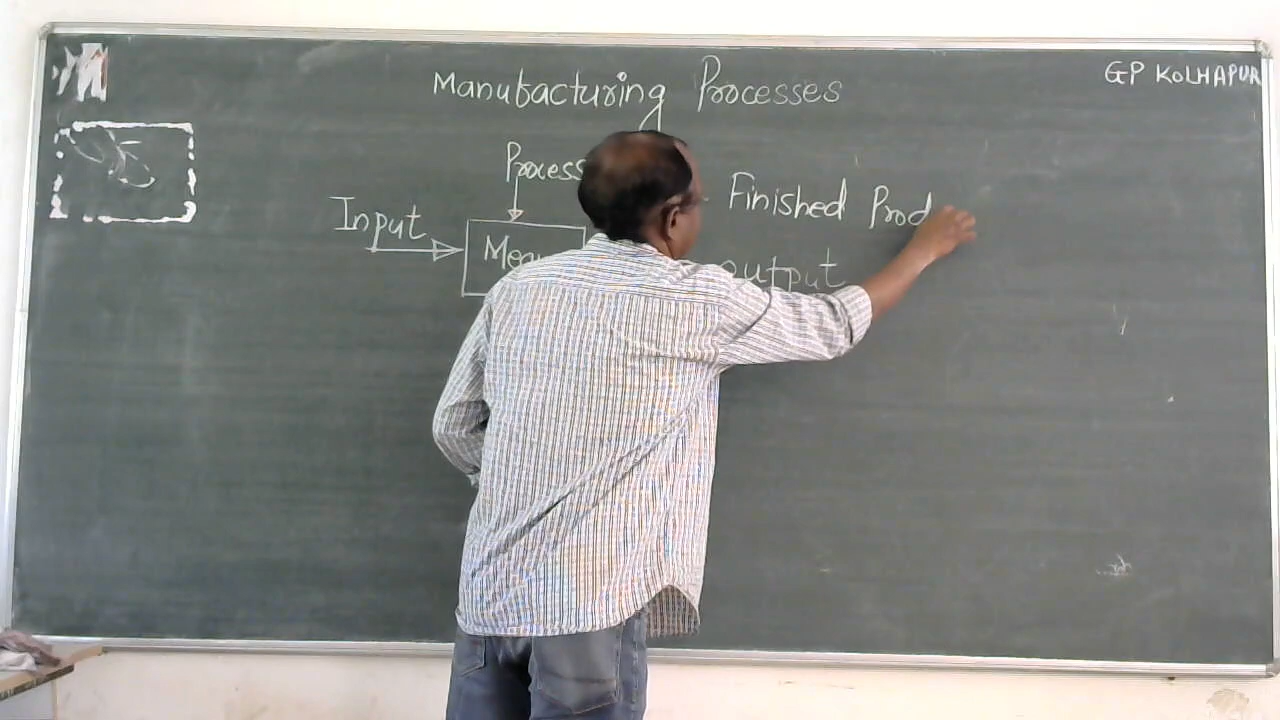 GP KOLHAPUR
Manufacturing Processes
Process
Finished Prod
Input
output